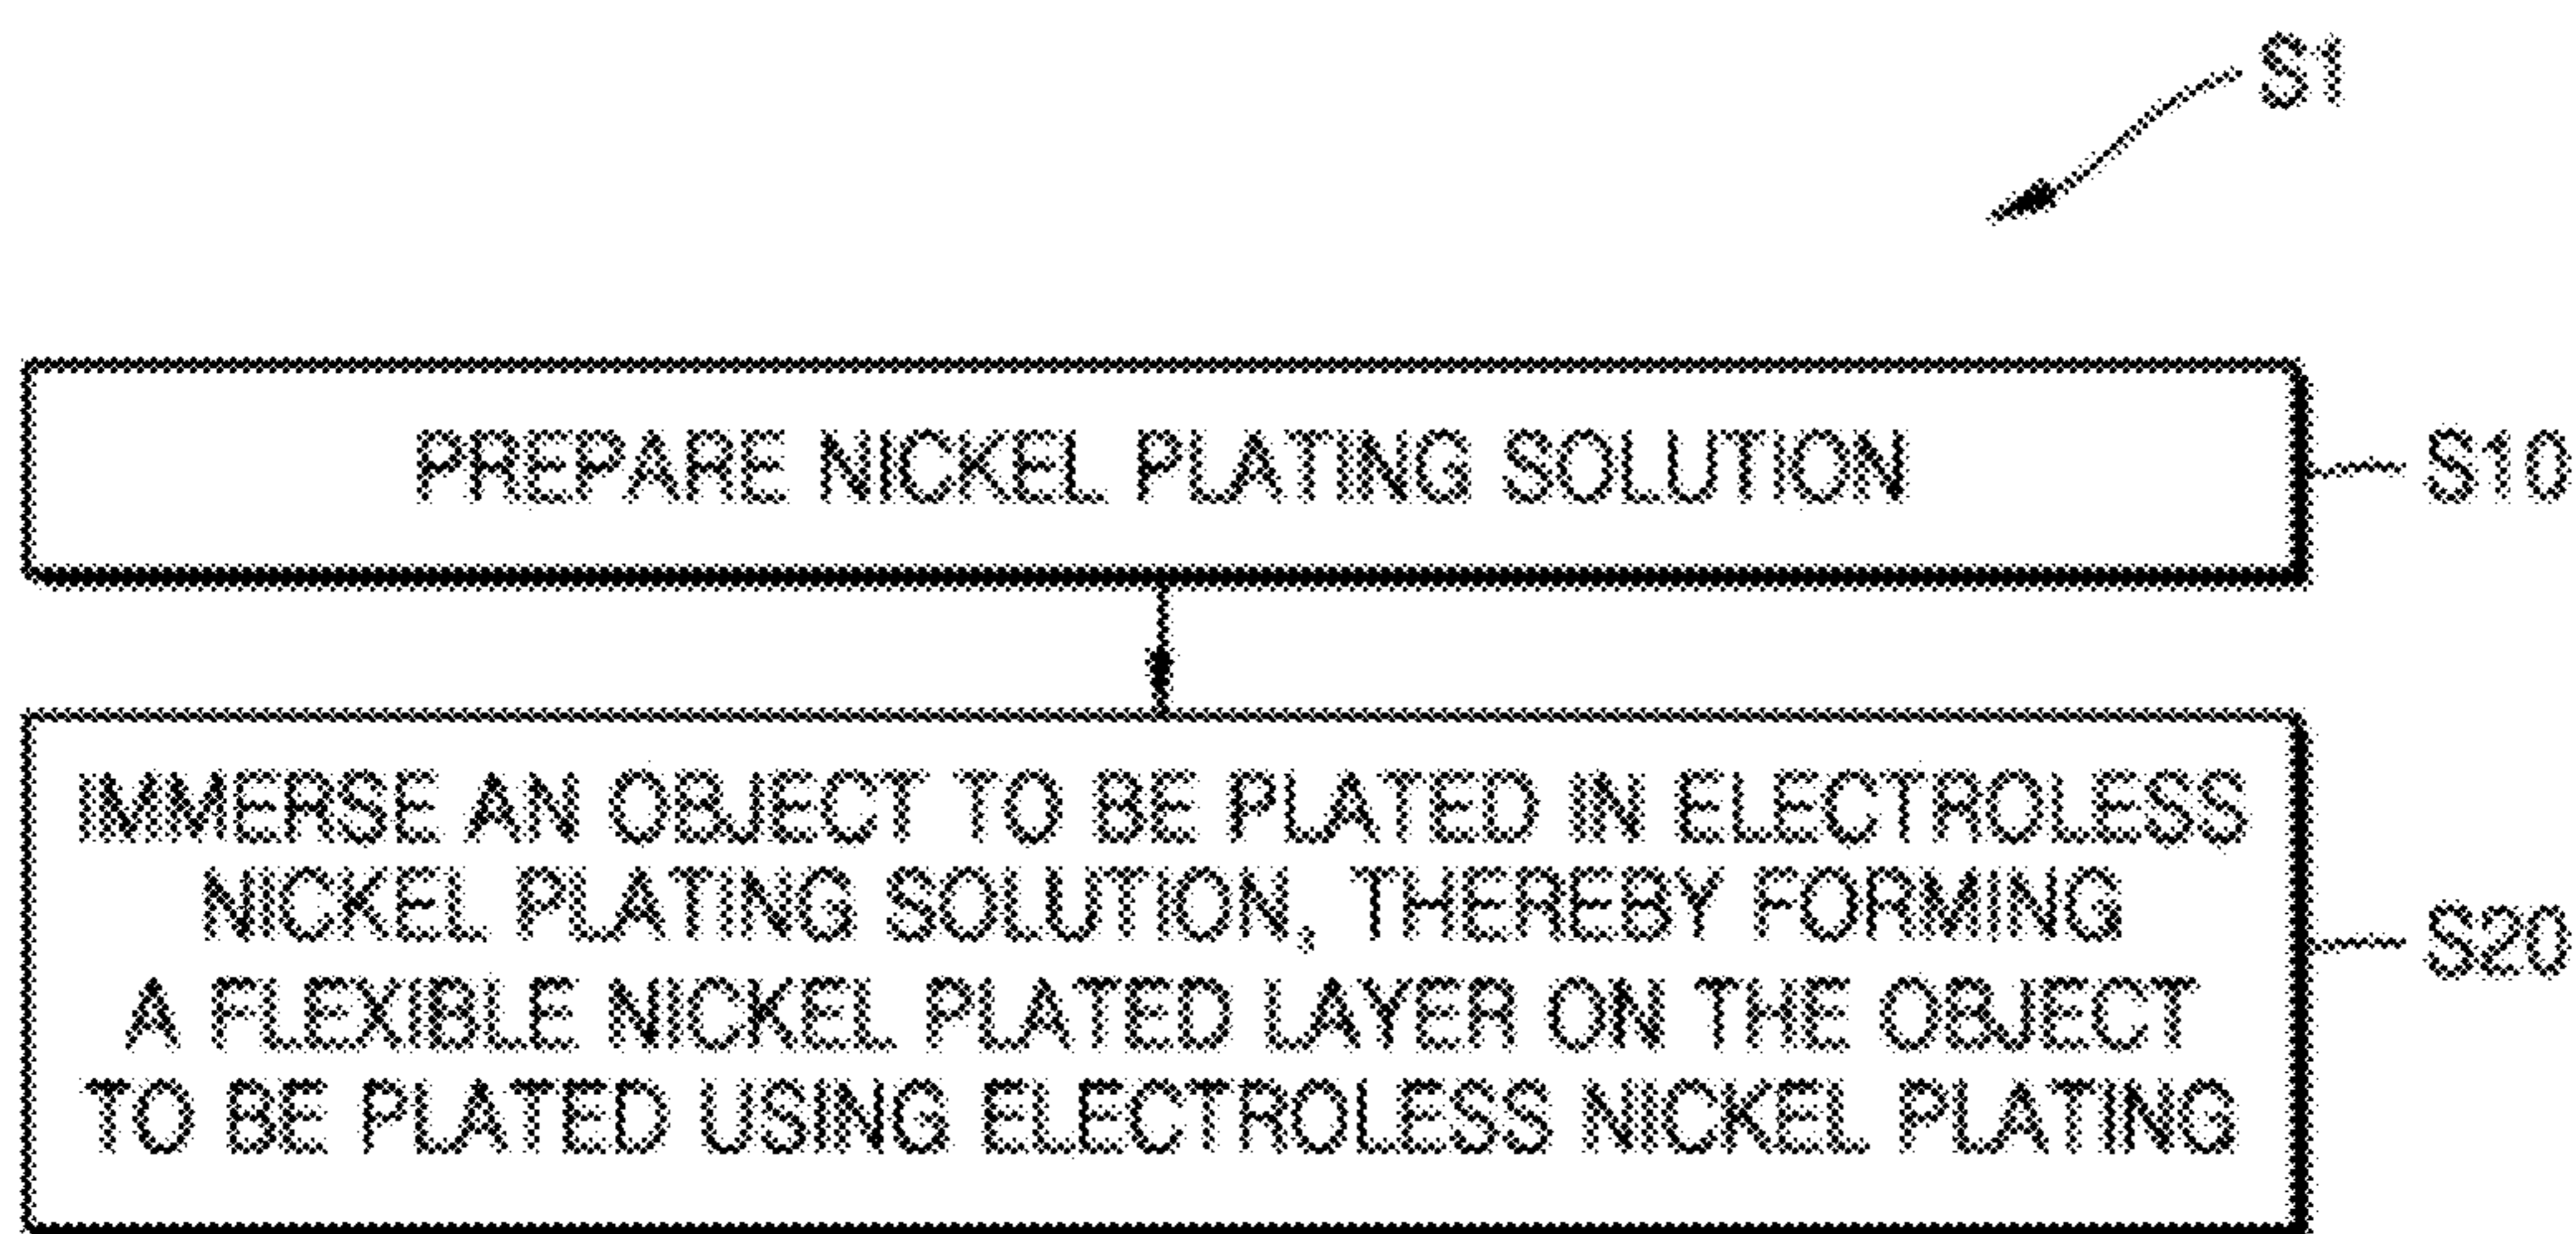 S1
PREPARE NICKEL PLATING SOLUTION
S10
IMMERSE AN OBJECT TO BE PLATED IN ELECTROLESS
NICKEL PLATING SOLUTION, THEREBY FORMING
A FLEXIBLE NICKEL PLATED LAYER ON THE OBJECT
TO BE PLATED USING ELECTROLESS NICKEL PLATING
S20